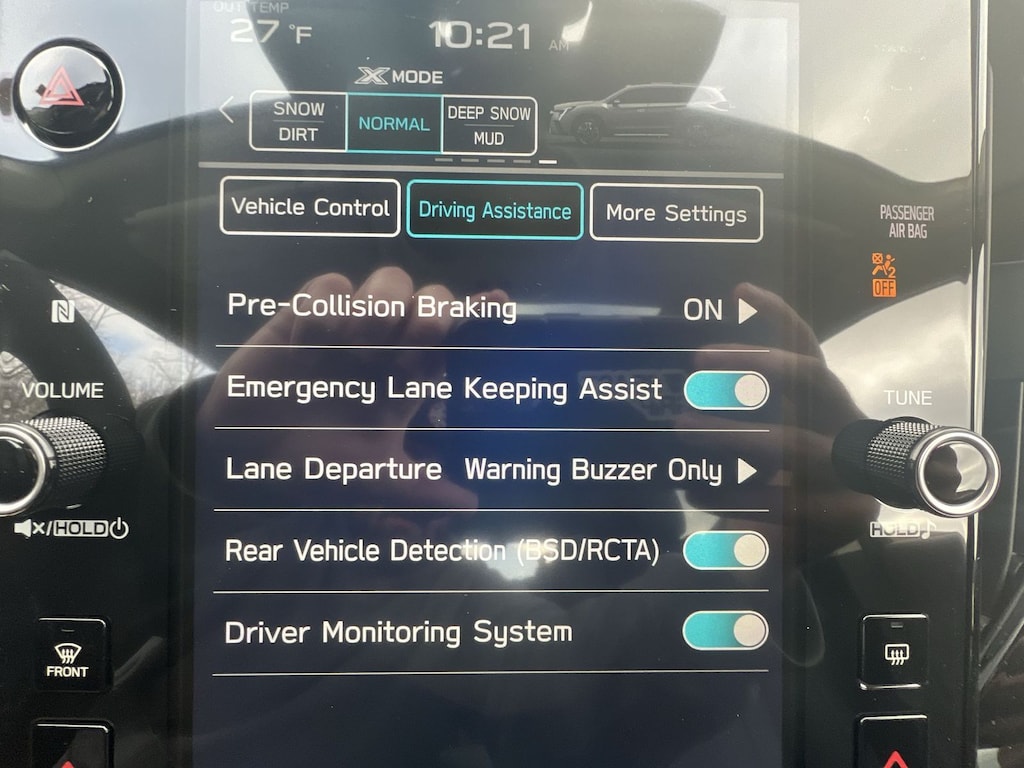 OUT TEMP
27 °F
10:21 AM
X MODE
SNOW
DIRT
NORMAL
DEEP SNOW
MUD
Vehicle Control
Driving Assistance
More Settings
PASSENGER
AIR BAG
2
OFF
Pre-Collision Braking ON
Emergency Lane Keeping Assist
VOLUME
TUNE
Lane Departure Warning Buzzer Only
/HOLD
HOLD
Rear Vehicle Detection (BSD/RCTA)
Driver Monitoring System
FRONT